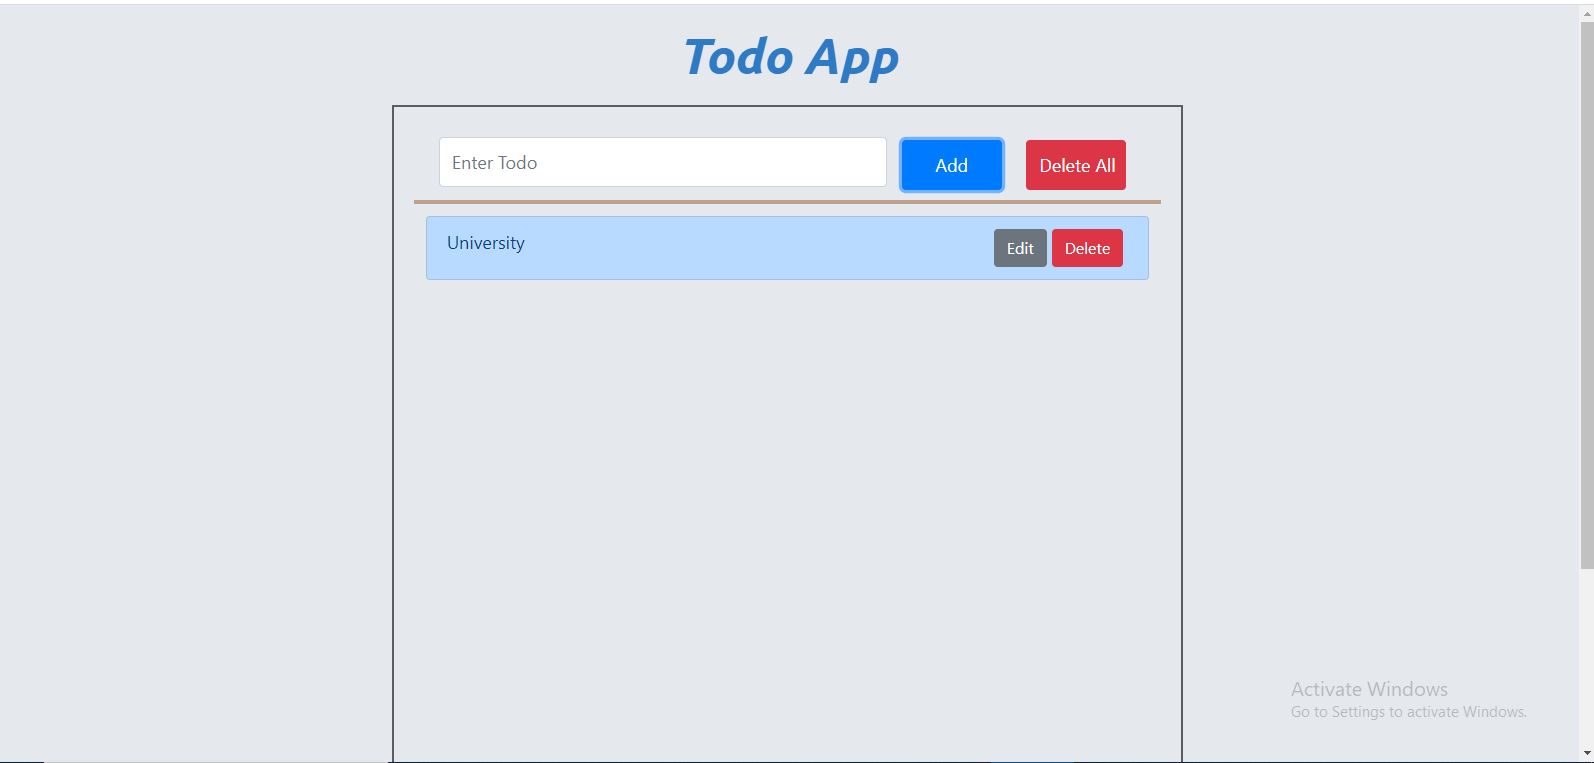 Todo App
Enter Todo
Add
Delete All
University
Edit
Delete
Activate Windows
Go to Settings to activate Windows.